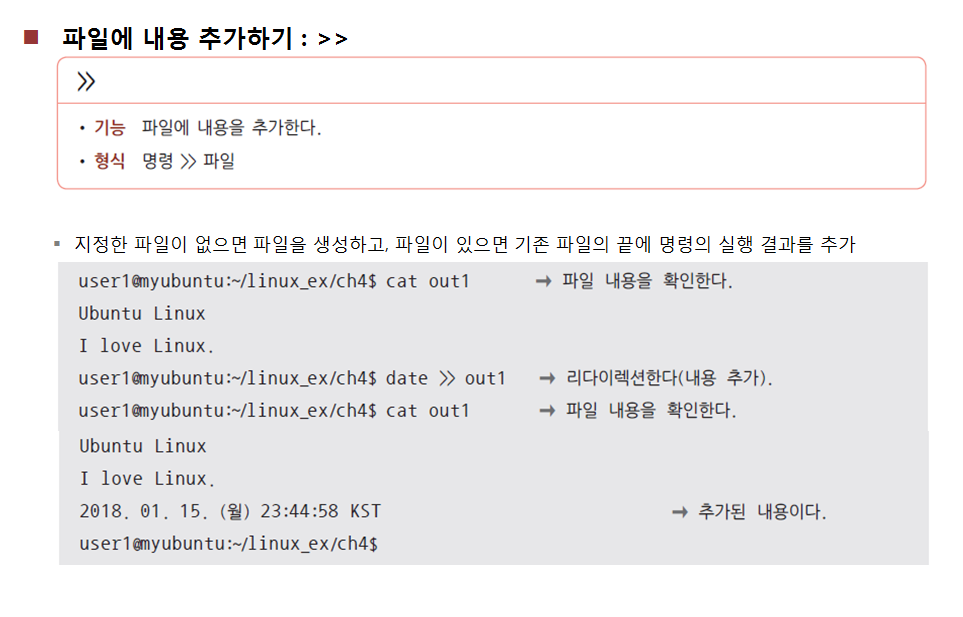 파일에 내용 추가하기 : >>
>>
• 기능 파일에 내용을 추가한다.
• 형식 명령 >> 파일
지정한 파일이 없으면 파일을 생성하고, 파일이 있으면 기존 파일의 끝에 명령의 실행 결과를 추가
user1@myubuntu:~/linux_ex/ch4$ cat out1 → 파일 내용을 확인한다.
Ubuntu Linux
I love Linux.
user1@myubuntu:~/linux_ex/ch4$ date >> out1 → 리다이렉션한다(내용 추가).
user1@myubuntu:~/linux_ex/ch4$ cat out1 → 파일 내용을 확인한다.
Ubuntu Linux
I love Linux.
2018. 01. 15. (월) 23:44:58 KST → 추가된 내용이다.
user1@myubuntu:~/linux_ex/ch4$